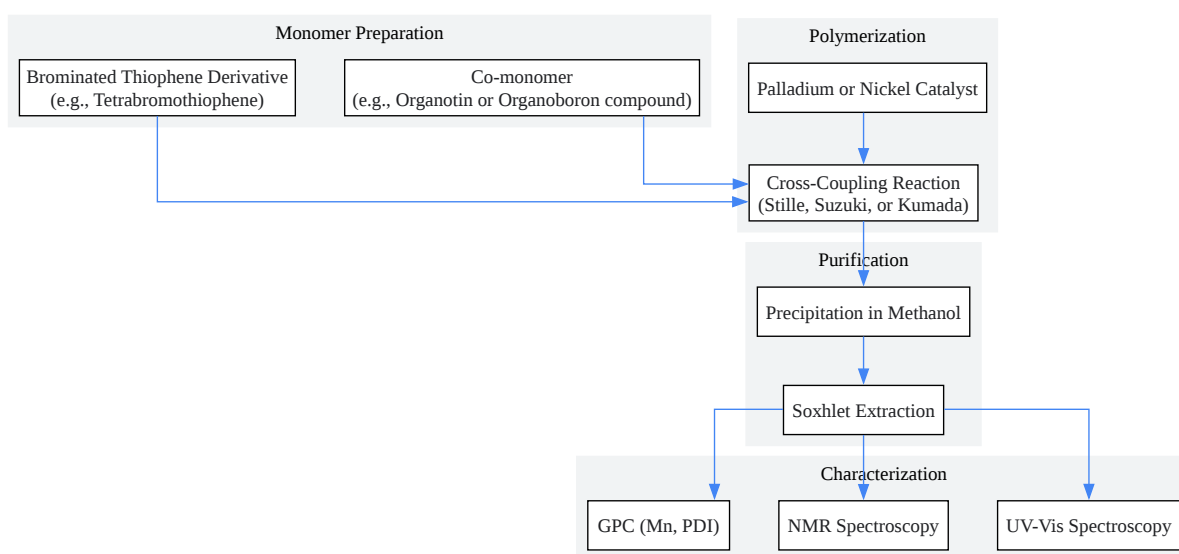 Monomer Preparation
Brominated Thiophene Derivative
(e.g., Tetrabromothiophene)
Co-monomer
(e.g., Organotin or Organoboron compound)
Polymerization
Palladium or Nickel Catalyst
Cross-Coupling Reaction
(Stille, Suzuki, or Kumada)
Purification
Precipitation in Methanol
Soxhlet Extraction
Characterization
GPC (Mn, PDI)
NMR Spectroscopy
UV-Vis Spectroscopy